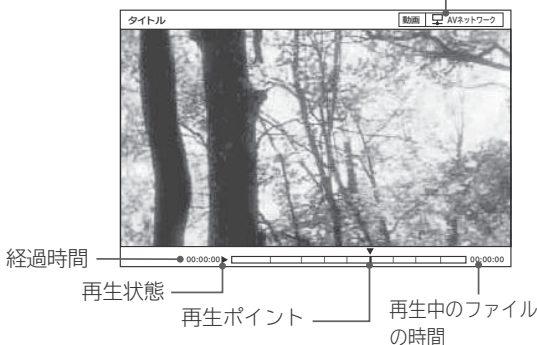 タイトル
動画 AVネットワーク
経過時間
00:00:00
00:00:00
再生状態
再生ポイント
再生中のファイル
の時間